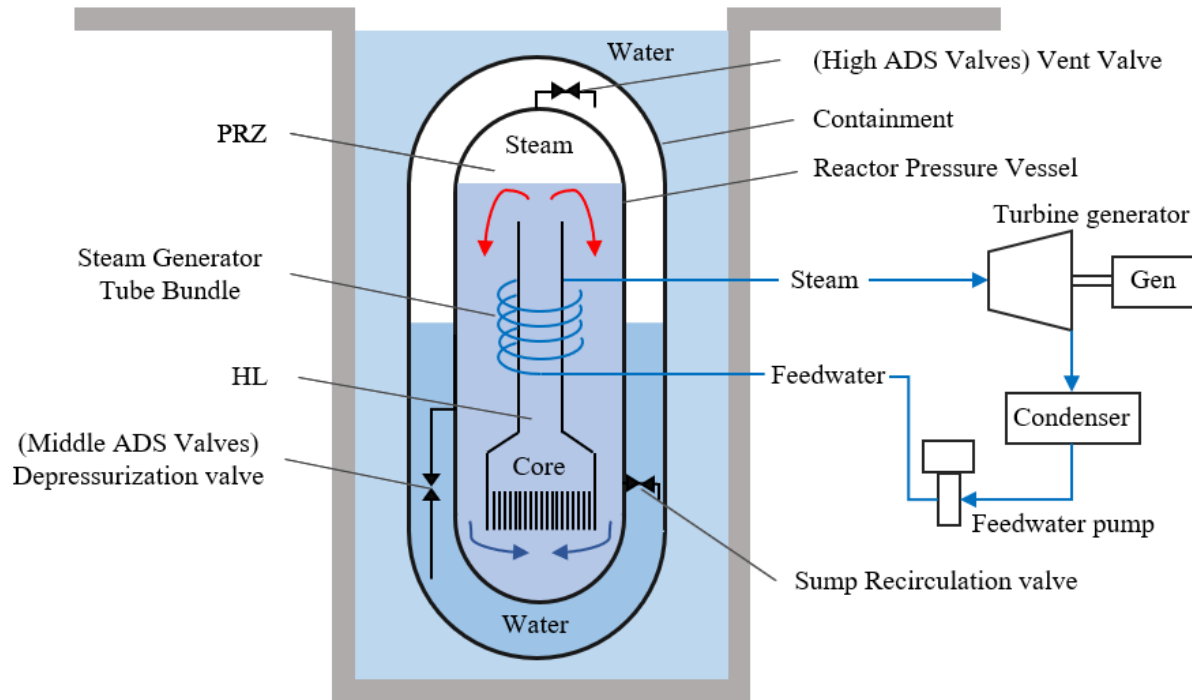 Water
(High ADS Valves) Vent Valve
PRZ
Steam
Containment
Reactor Pressure Vessel
Turbine generator
Steam Generator
Tube Bundle
Steam
Gen
HL
Feedwater
Condenser
(Middle ADS Valves)
Depressurization valve
Core
Feedwater pump
Sump Recirculation valve
Water